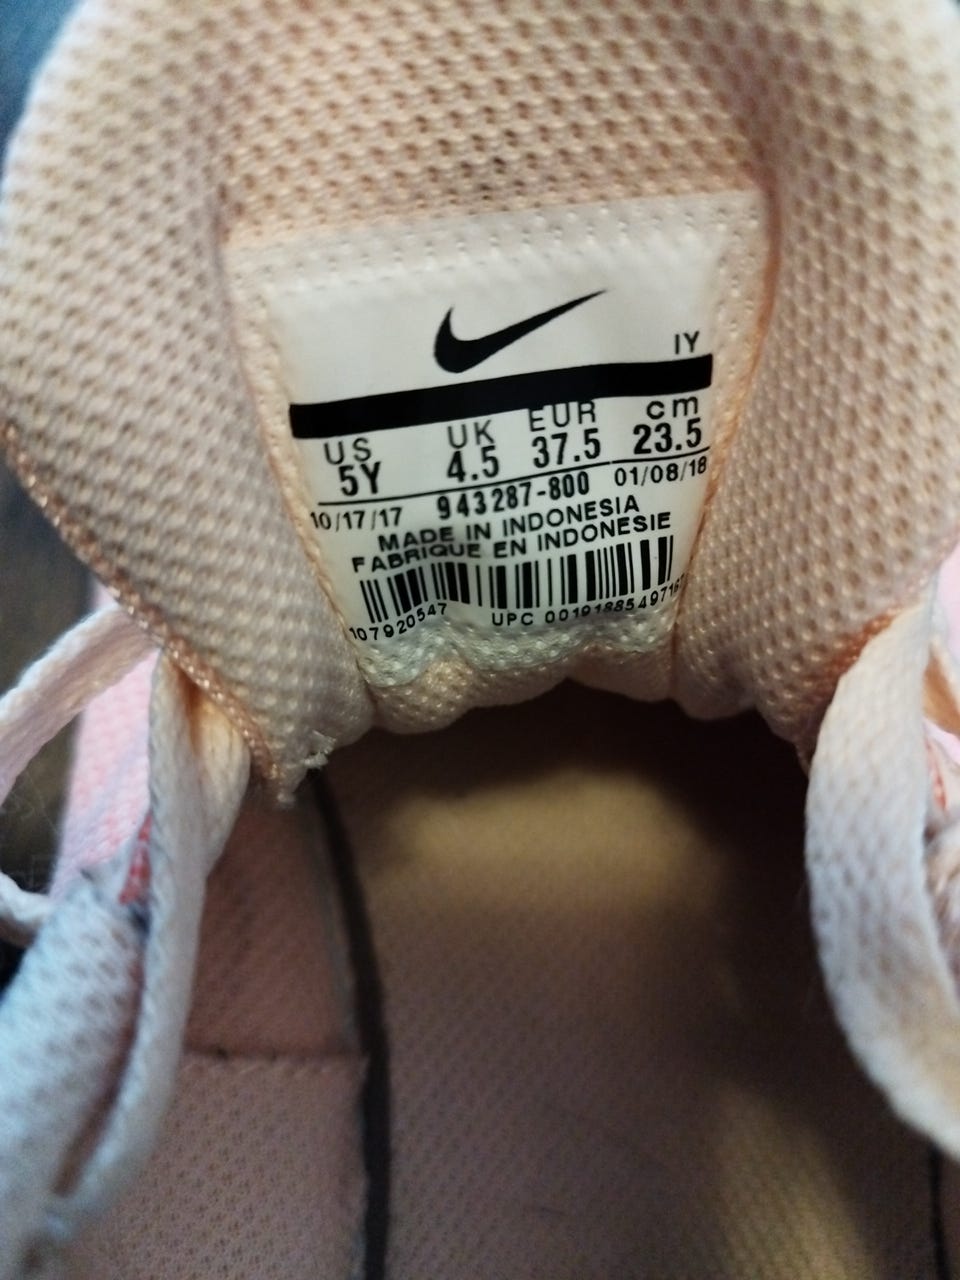 IY
US UK EUR cm
5Y 4.5 37.5 23.5
10/17/17 943287-800 01/08/18
MADE IN INDONESIA
FABRIQUE EN INDONESIE
107920547 UPC 00191885497167